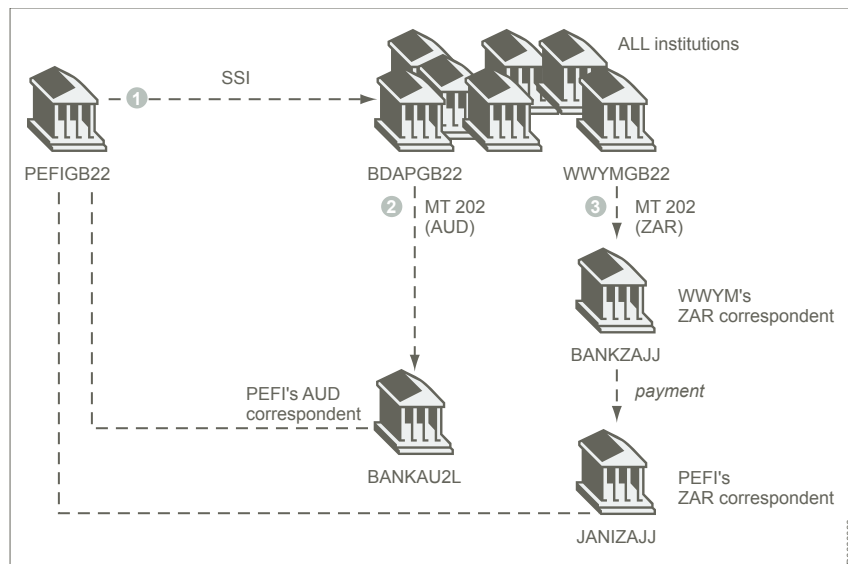 ALL institutions
SSI
1
PEFIGB22
BDAPGB22
WWYMGB22
2
MT 202
(AUD)
3
MT 202
(ZAR)
WWYM's
ZAR correspondent
BANKZAJJ
payment
PEFI's AUD
correspondent
BANKAU2L
PEFI's
ZAR correspondent
JANIZAJJ